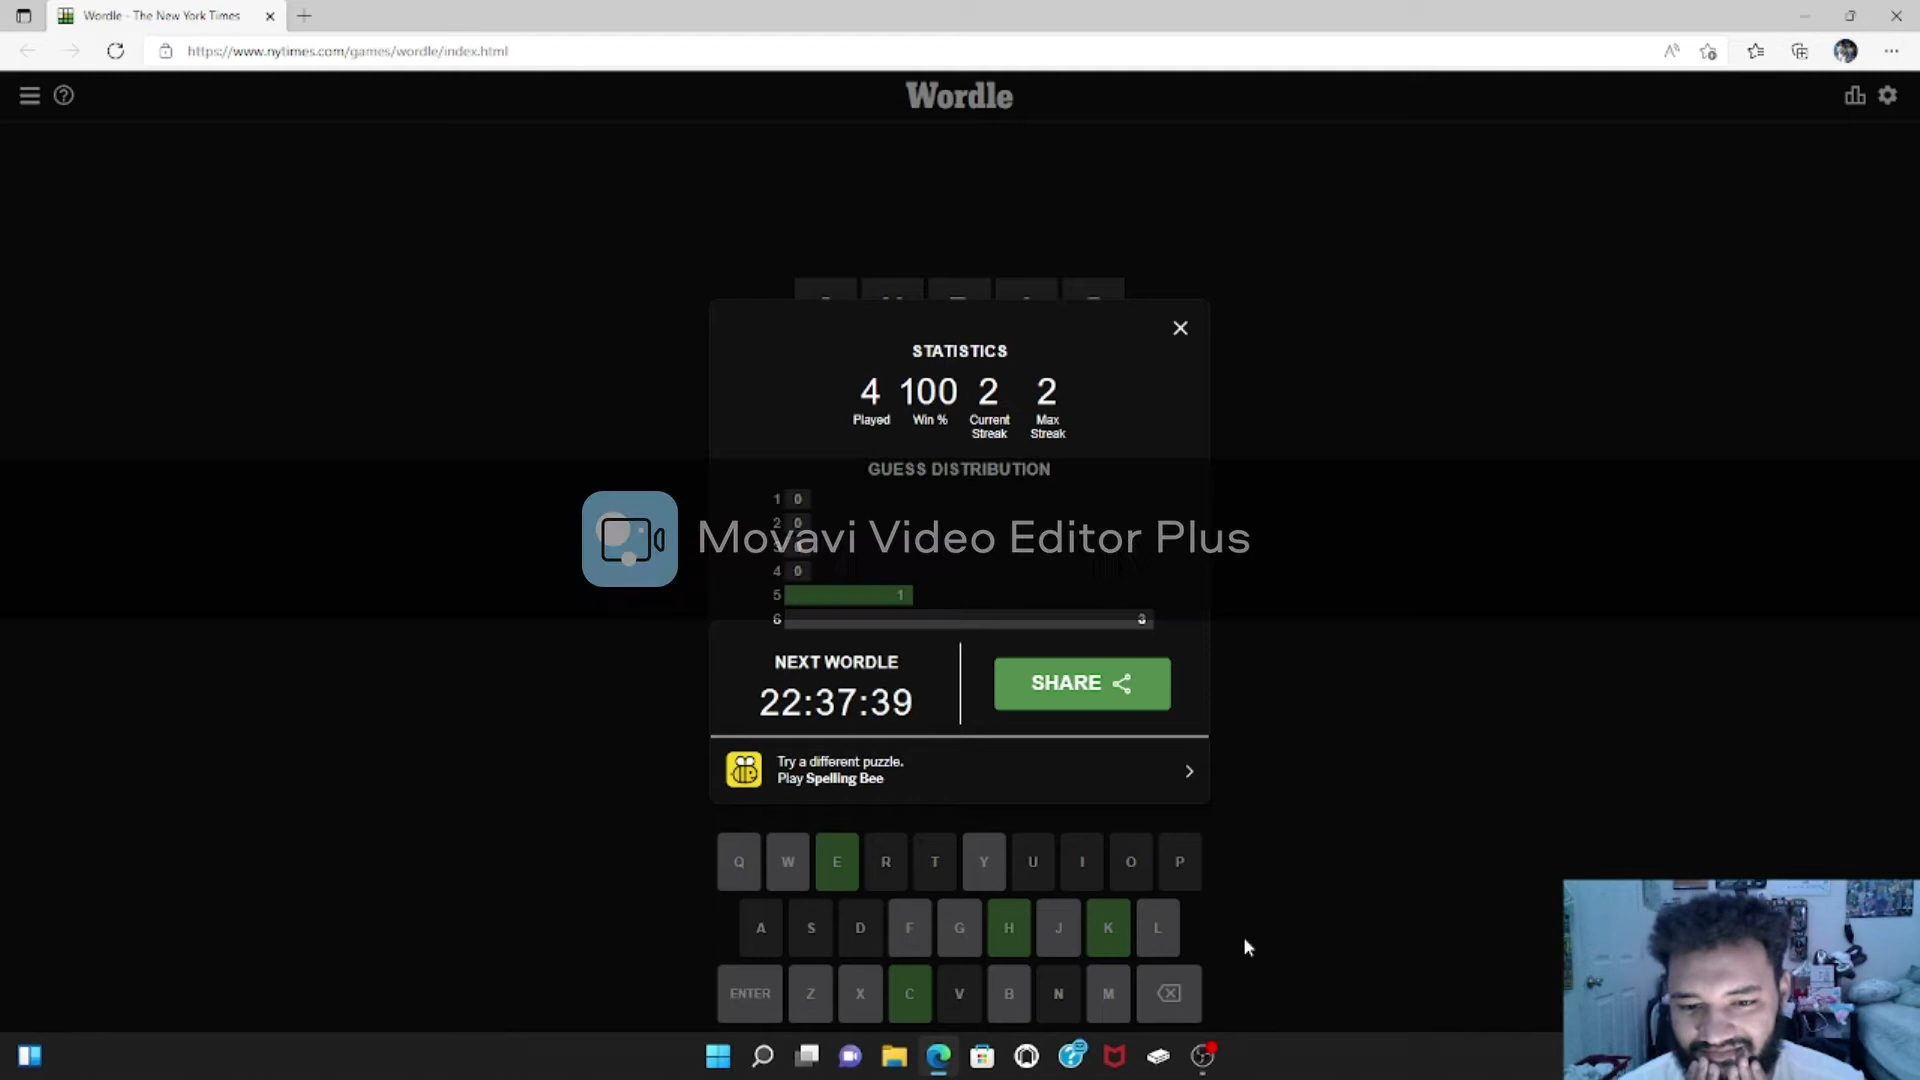 Wordle - The New York Times
https://www.nytimes.com/games/wordle/index.html
Wordle
STATISTICS
4 100 2 2
Played Win % Current Streak Max Streak
GUESS DISTRIBUTION
1 0
2 0
3 0
Movavi Video Editor Plus
4 0
5 1
6 3
NEXT WORDLE
22:37:39
SHARE
Try a different puzzle.
Play Spelling Bee
Q W E R T Y U I O P
A S D F G H J K L
ENTER Z X C V B N M